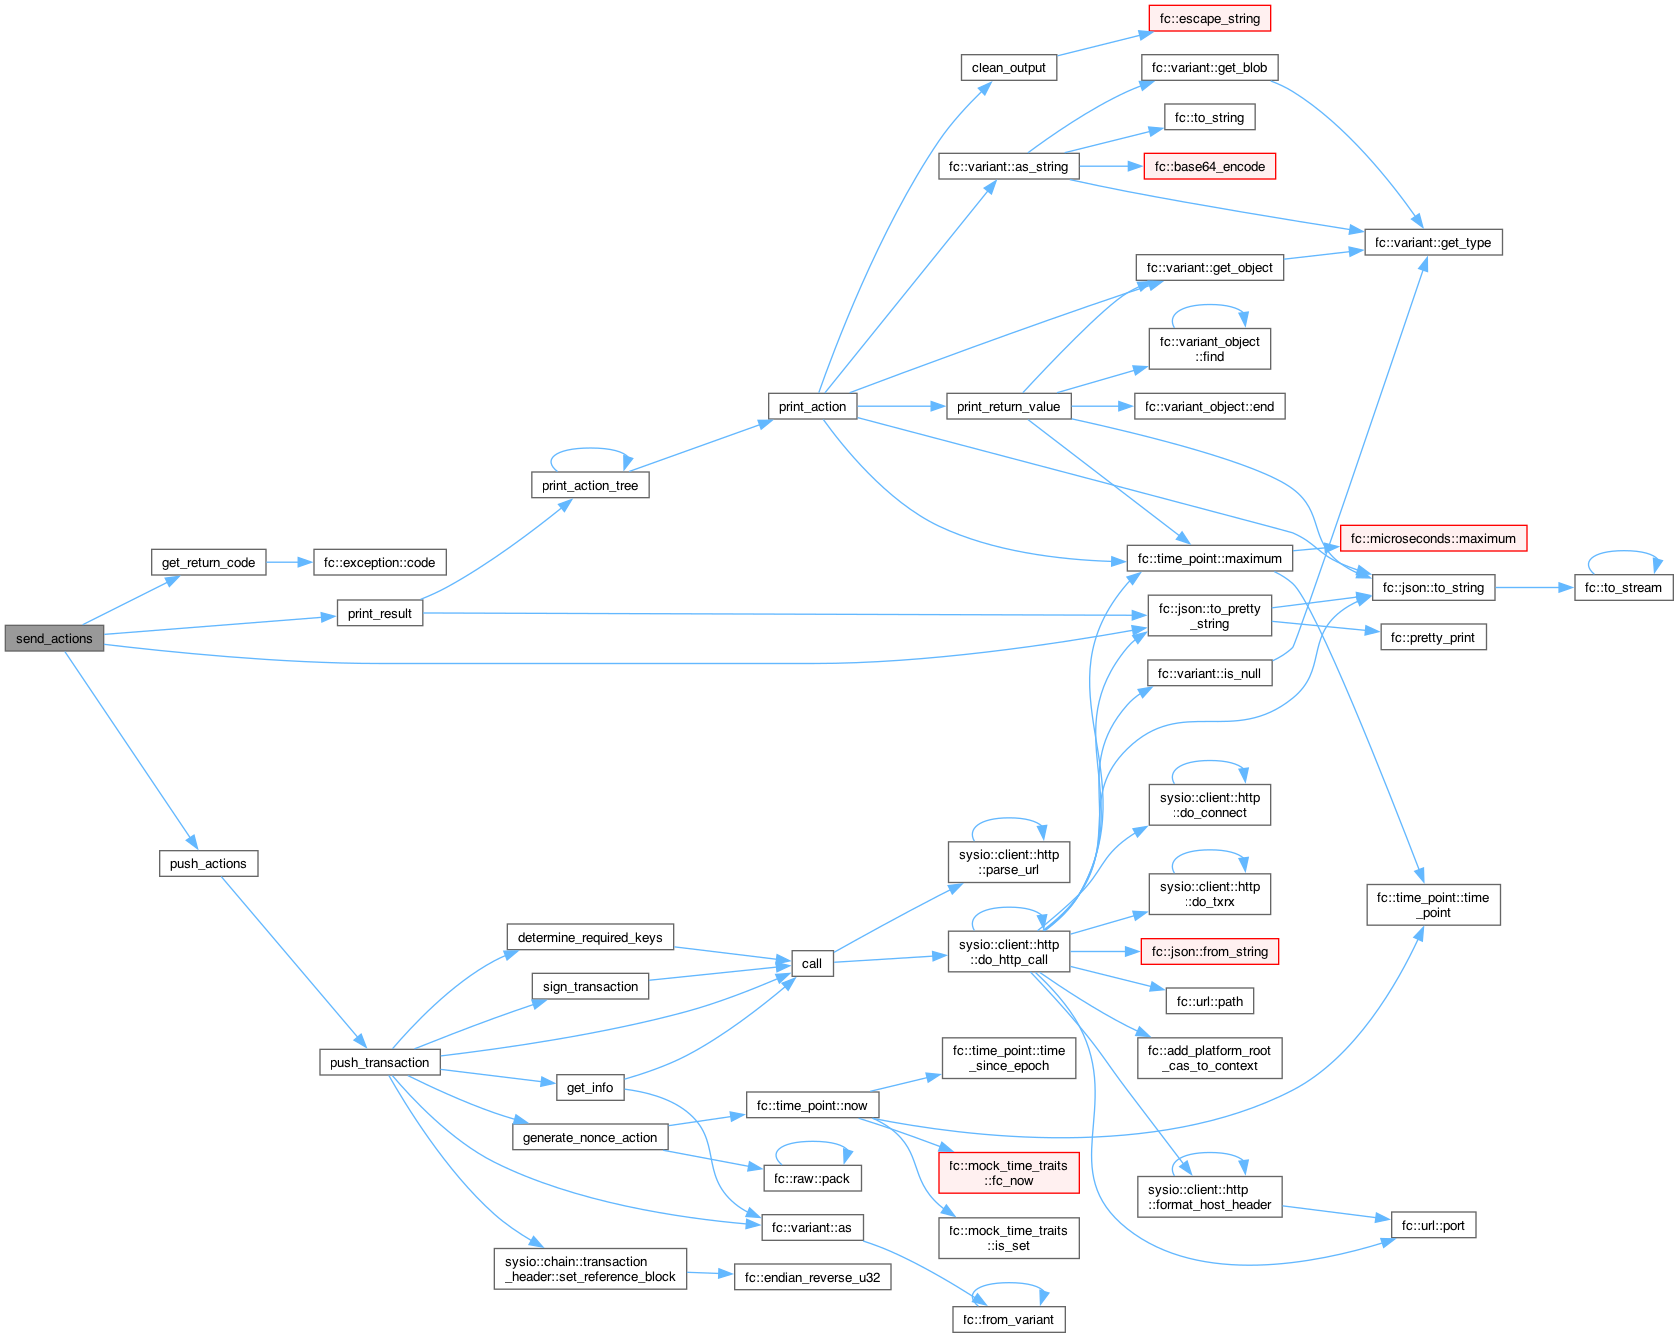 send_actions
get_return_code
fc::exception::code
print_result
print_action_tree
print_action
clean_output
fc::escape_string
fc::variant::as_string
fc::variant::get_blob
fc::to_string
fc::base64_encode
fc::variant::get_type
fc::variant::get_object
print_return_value
fc::variant_object
::find
fc::variant_object::end
fc::time_point::maximum
fc::microseconds::maximum
fc::json::to_string
fc::to_stream
fc::json::to_pretty
_string
fc::pretty_print
fc::variant::is_null
push_actions
push_transaction
determine_required_keys
sign_transaction
call
get_info
generate_nonce_action
sysio::chain::transaction
_header::set_reference_block
fc::endian_reverse_u32
sysio::client::http
::parse_url
sysio::client::http
::do_http_call
sysio::client::http
::do_connect
sysio::client::http
::do_txrx
fc::json::from_string
fc::url::path
fc::add_platform_root
_cas_to_context
sysio::client::http
::format_host_header
fc::url::port
fc::time_point::time
_point
fc::time_point::now
fc::time_point::time
_since_epoch
fc::mock_time_traits
::fc_now
fc::mock_time_traits
::is_set
fc::raw::pack
fc::variant::as
fc::from_variant